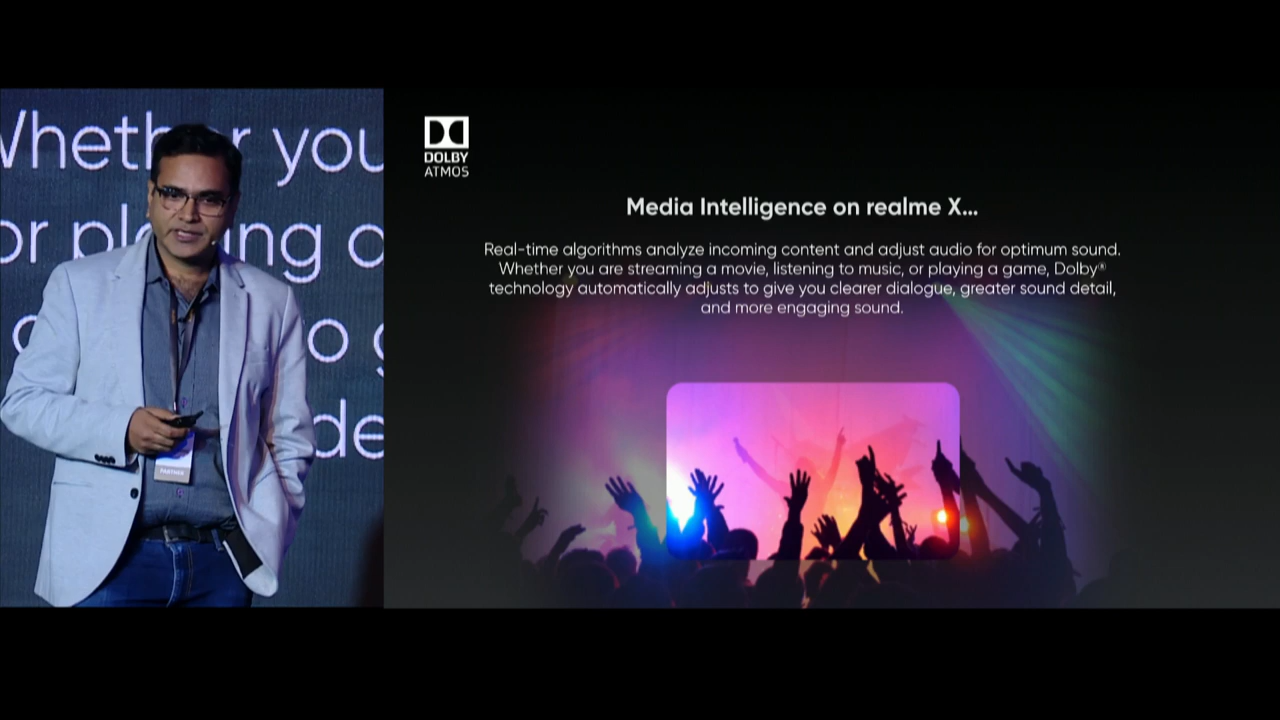 Whether you
or playing
to
de
PARTNER
DOLBY
ATMOS
Media Intelligence on realme X...
Real-time algorithms analyze incoming content and adjust audio for optimum sound.
Whether you are streaming a movie, listening to music, or playing a game, Dolby®
technology automatically adjusts to give you clearer dialogue, greater sound detail,
and more engaging sound.